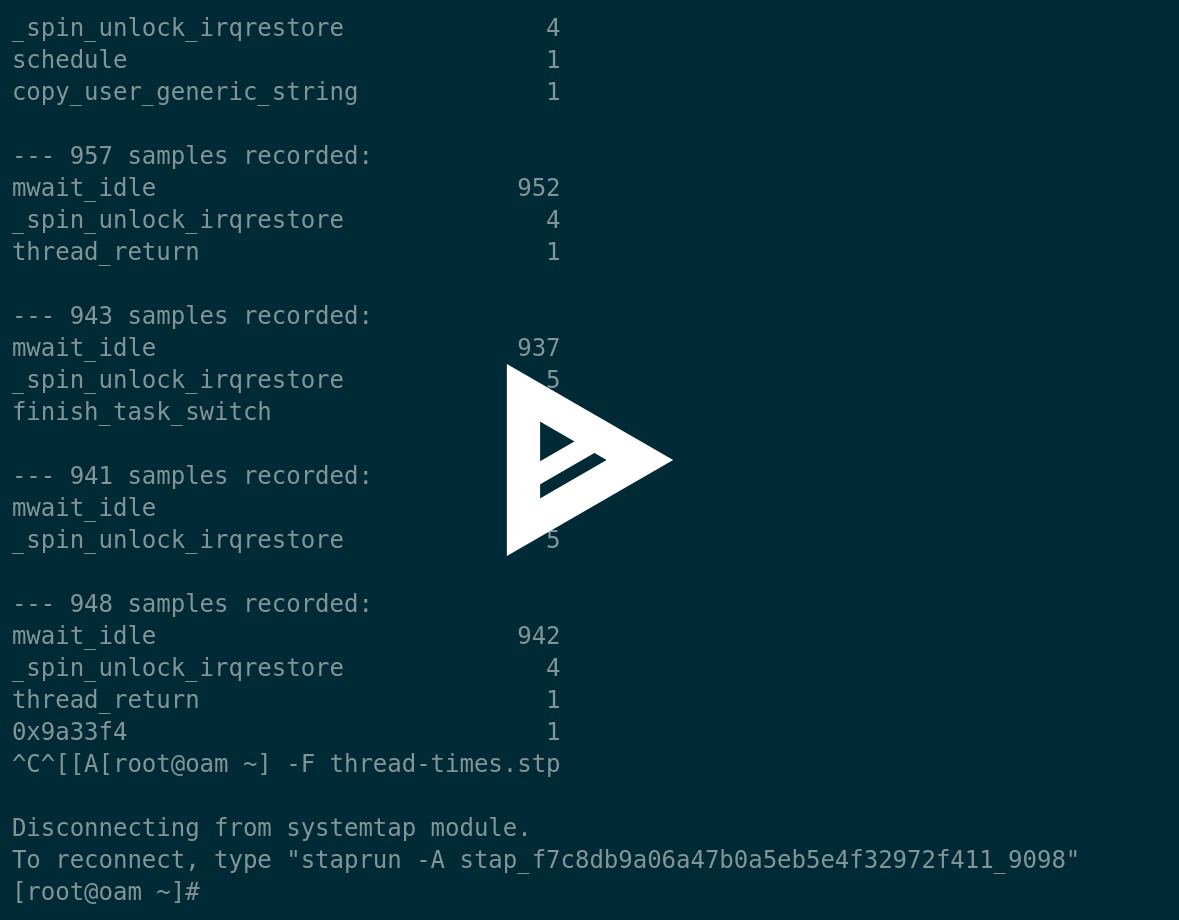 _spin_unlock_irqrestore 4
schedule 1
copy_user_generic_string 1
--- 957 samples recorded:
mwait_idle 952
_spin_unlock_irqrestore 4
thread_return 1
--- 943 samples recorded:
mwait_idle 937
_spin_unlock_irqrestore 5
finish_task_switch
--- 941 samples recorded:
mwait_idle
_spin_unlock_irqrestore 5
--- 948 samples recorded:
mwait_idle 942
_spin_unlock_irqrestore 4
thread_return 1
0x9a33f4 1
^C^[[A[root@oam ~] -F thread-times.stp
Disconnecting from systemtap module.
To reconnect, type "staprun -A stap_f7c8db9a06a47b0a5eb5e4f32972f411_9098"
[root@oam ~]#